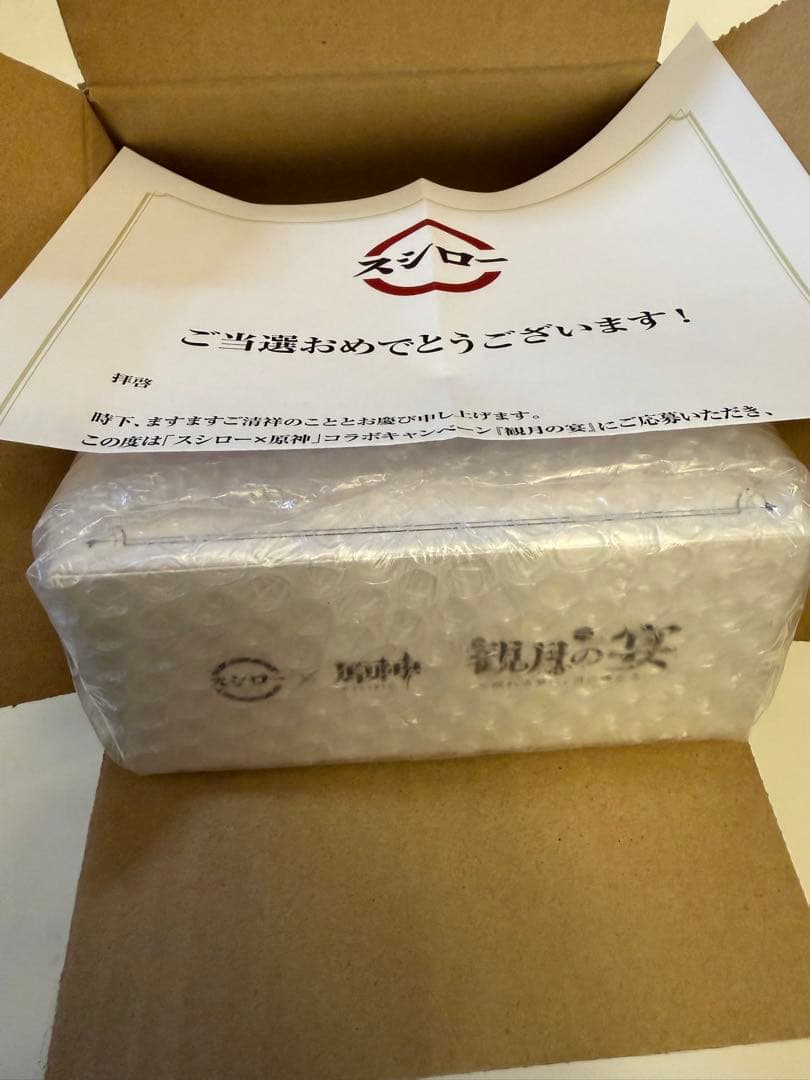 スシロー
ご当選おめでとうございます!
拝啓
時下、ますますご清祥のこととお慶び申し上げます。
この度は「スシロー×原神」コラボキャンペーン『観月の宴』にご応募いただき、
スシロー × 原神 観月の宴